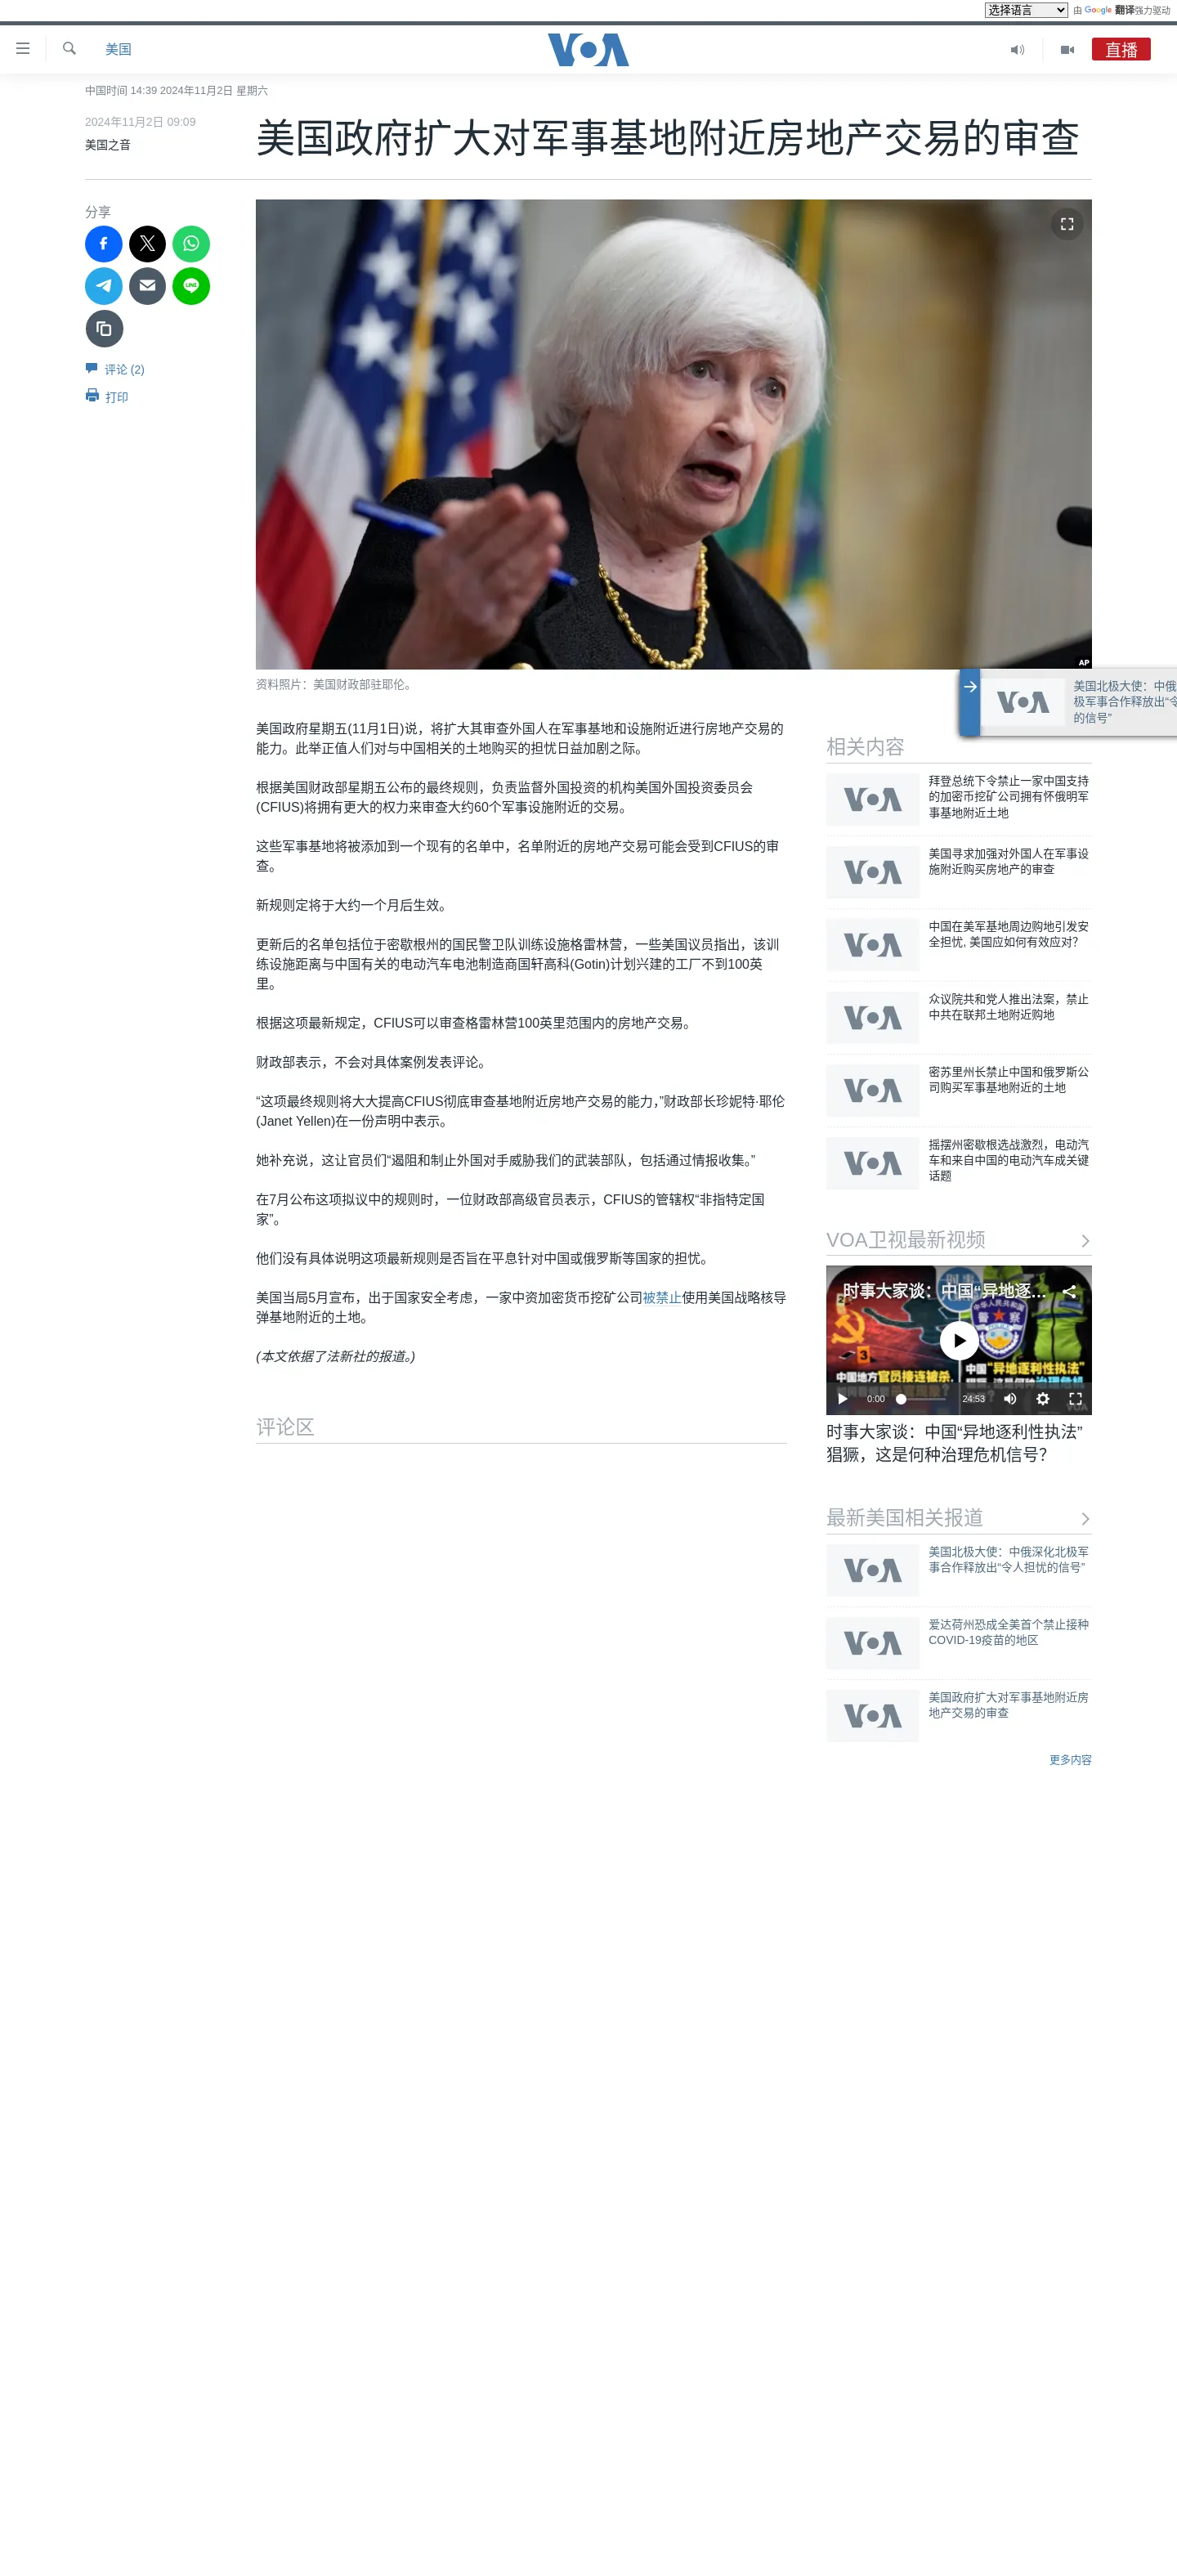 选择语言 由 Google 翻译强力驱动
美国
VOA
直播
中国时间 14:39 2024年11月2日 星期六
2024年11月2日 09:09
美国之音
美国政府扩大对军事基地附近房地产交易的审查
分享
LINE
评论 (2)
打印
AP
资料照片：美国财政部驻耶伦。
美国政府星期五(11月1日)说，将扩大其审查外国人在军事基地和设施附近进行房地产交易的
能力。此举正值人们对与中国相关的土地购买的担忧日益加剧之际。
根据美国财政部星期五公布的最终规则，负责监督外国投资的机构美国外国投资委员会
(CFIUS)将拥有更大的权力来审查大约60个军事设施附近的交易。
这些军事基地将被添加到一个现有的名单中，名单附近的房地产交易可能会受到CFIUS的审
查。
新规则定将于大约一个月后生效。
更新后的名单包括位于密歇根州的国民警卫队训练设施格雷林营，一些美国议员指出，该训
练设施距离与中国有关的电动汽车电池制造商国轩高科(Gotin)计划兴建的工厂不到100英
里。
根据这项最新规定，CFIUS可以审查格雷林营100英里范围内的房地产交易。
财政部表示，不会对具体案例发表评论。
“这项最终规则将大大提高CFIUS彻底审查基地附近房地产交易的能力，”财政部长珍妮特·耶伦
(Janet Yellen)在一份声明中表示。
她补充说，这让官员们“遏阻和制止外国对手威胁我们的武装部队，包括通过情报收集。”
在7月公布这项拟议中的规则时，一位财政部高级官员表示，CFIUS的管辖权“非指特定国
家”。
他们没有具体说明这项最新规则是否旨在平息针对中国或俄罗斯等国家的担忧。
美国当局5月宣布，出于国家安全考虑，一家中资加密货币挖矿公司被禁止使用美国战略核导
弹基地附近的土地。
(本文依据了法新社的报道。)
评论区
VOA
美国北极大使：中俄
极军事合作释放出“令
的信号”
相关内容
VOA
拜登总统下令禁止一家中国支持
的加密币挖矿公司拥有怀俄明军
事基地附近土地
VOA
美国寻求加强对外国人在军事设
施附近购买房地产的审查
VOA
中国在美军基地周边购地引发安
全担忧, 美国应如何有效应对？
VOA
众议院共和党人推出法案，禁止
中共在联邦土地附近购地
VOA
密苏里州长禁止中国和俄罗斯公
司购买军事基地附近的土地
VOA
摇摆州密歇根选战激烈，电动汽
车和来自中国的电动汽车成关键
话题
VOA卫视最新视频
时事大家谈：中国“异地逐…
中国地方官员接连被杀,
中国“异地逐利性执法”
0:00
24:53
时事大家谈：中国“异地逐利性执法”
猖獗，这是何种治理危机信号？
最新美国相关报道
VOA
美国北极大使：中俄深化北极军
事合作释放出“令人担忧的信号”
VOA
爱达荷州恐成全美首个禁止接种
COVID-19疫苗的地区
VOA
美国政府扩大对军事基地附近房
地产交易的审查
更多内容